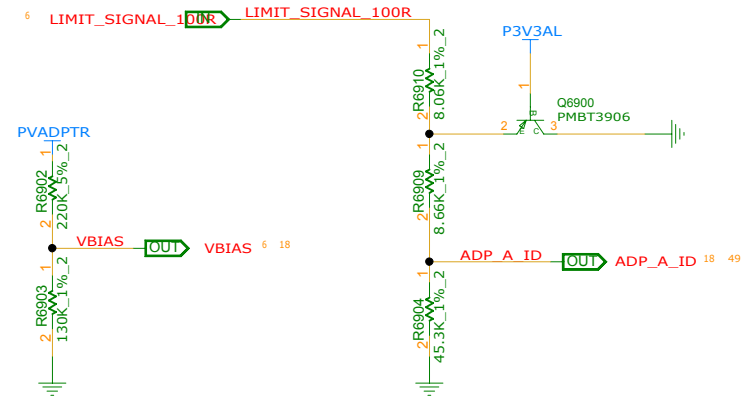 6 LIMIT_SIGNAL_100R IN LIMIT_SIGNAL_100R
P3V3AL
1
R6910
8.06K_1%_2
2
1
Q6900
PMBT3906
B
2 E C 3
PVADPTR
1
R6902
220K_5%_2
2
1
R6909
8.66K_1%_2
2
VBIAS OUT VBIAS 6 18
ADP_A_ID OUT ADP_A_ID 18 49
1
R6903
130K_1%_2
2
1
R6904
45.3K_1%_2
2